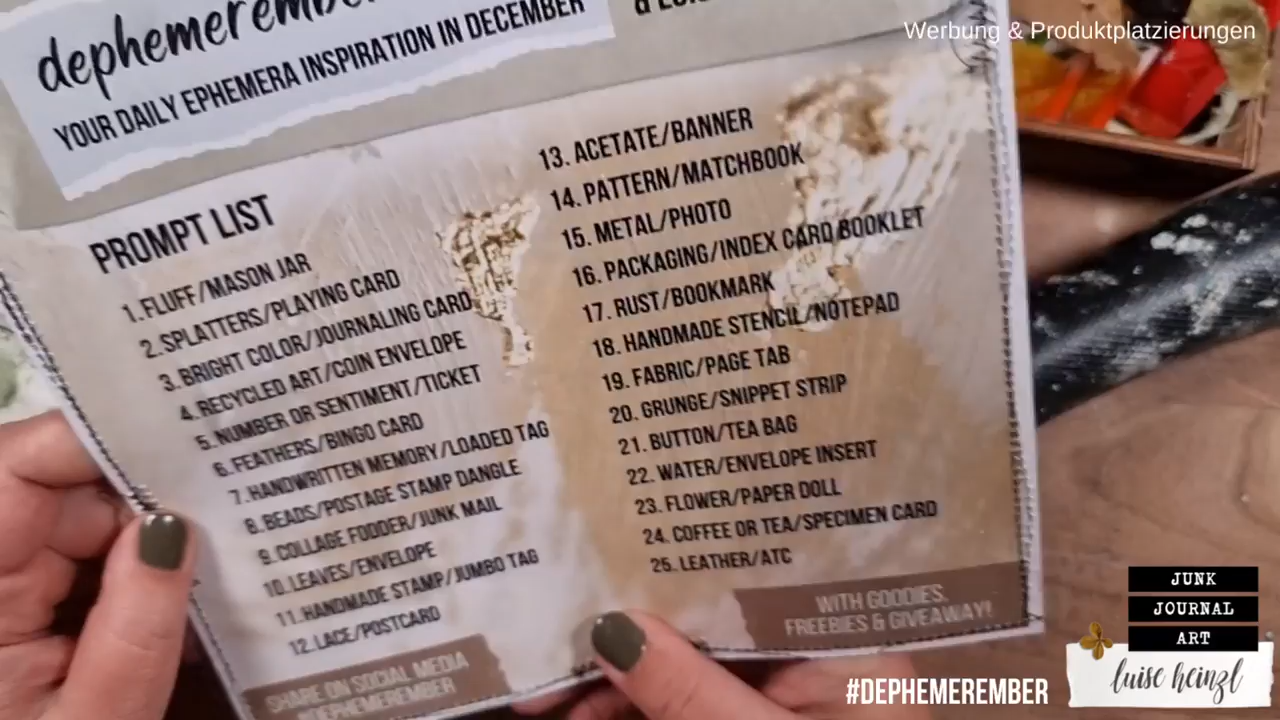 Werbung & Produktplatzierungen
dephemerember
YOUR DAILY EPHEMERA INSPIRATION IN DECEMBER
PROMPT LIST
1. FLUFF/MASON JAR
2. SPLATTERS/PLAYING CARD
3. BRIGHT COLOR/JOURNALING CARD
4. RECYCLED ART/COIN ENVELOPE
5. NUMBER OR SENTIMENT/TICKET
6. FEATHERS/BINGO CARD
7. HANDWRITTEN MEMORY/LOADED TAG
8. BEADS/POSTAGE STAMP DANGLE
9. COLLAGE FODDER/JUNK MAIL
10. LEAVES/ENVELOPE
11. HANDMADE STAMP/JUMBO TAG
12. LACE/POSTCARD
13. ACETATE/BANNER
14. PATTERN/MATCHBOOK
15. METAL/PHOTO
16. PACKAGING/INDEX CARD BOOKLET
17. RUST/BOOKMARK
18. HANDMADE STENCIL/NOTEPAD
19. FABRIC/PAGE TAB
20. GRUNGE/SNIPPET STRIP
21. BUTTON/TEA BAG
22. WATER/ENVELOPE INSERT
23. FLOWER/PAPER DOLL
24. COFFEE OR TEA/SPECIMEN CARD
25. LEATHER/ATC
SHARE ON SOCIAL MEDIA
#DEPHEMEREMBER
WITH GOODIES,
FREEBIES & GIVEAWAY!
#DEPHEMEREMBER
JUNK
JOURNAL
ART
luise heinzl